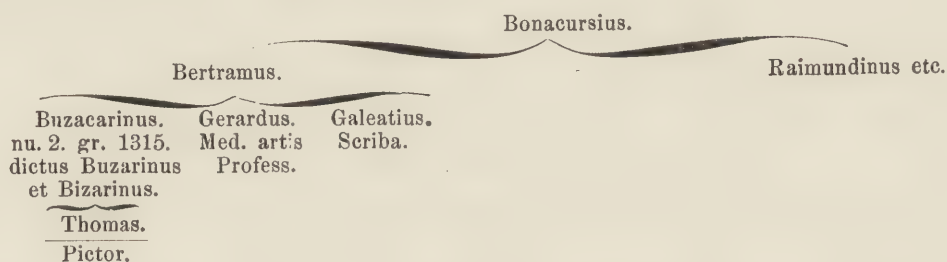 Bonacursius.
Bertramus.
Raimundinus etc.
Buzacarinus. Gerardus. Galeatius.
nu. 2. gr. 1315. Med. artis Scriba.
dictus Buzarinus Profess.
et Bizarinus.
Thomas.
Pictor.